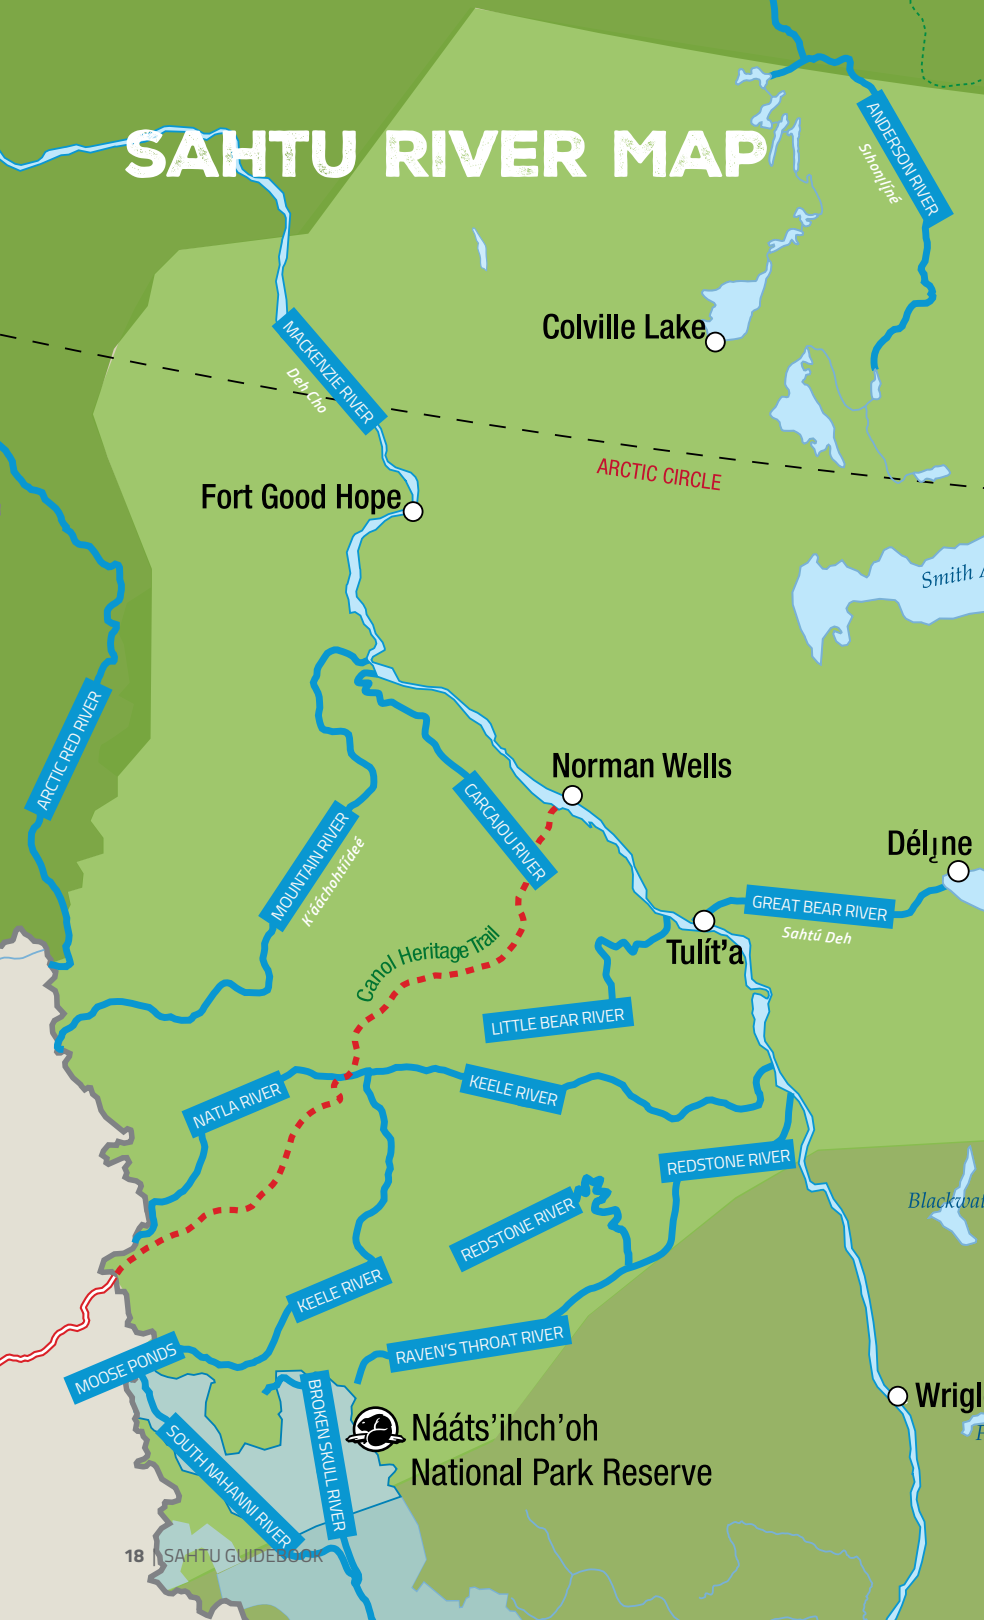 SAHTU RIVER MAP
ANDERSON RIVER
Colville Lake
MACKENZIE RIVER
Deh Cho
ARCTIC CIRCLE
Fort Good Hope
Smith
ARCTIC RED RIVER
Norman Wells
CARCAJOU RIVER
MOUNTAIN RIVER
K'ááchohtíídeé
Délı̨ne
GREAT BEAR RIVER
Sahtú Deh
Tulít'a
Canol Heritage Trail
LITTLE BEAR RIVER
NATLA RIVER
KEELE RIVER
REDSTONE RIVER
Blackwat
REDSTONE RIVER
KEELE RIVER
RAVEN'S THROAT RIVER
MOOSE PONDS
BROKEN SKULL RIVER
Wrigl
SOUTH NAHANNI RIVER
Nááts'ihch'oh
National Park Reserve
18 | SAHTU GUIDEBOOK